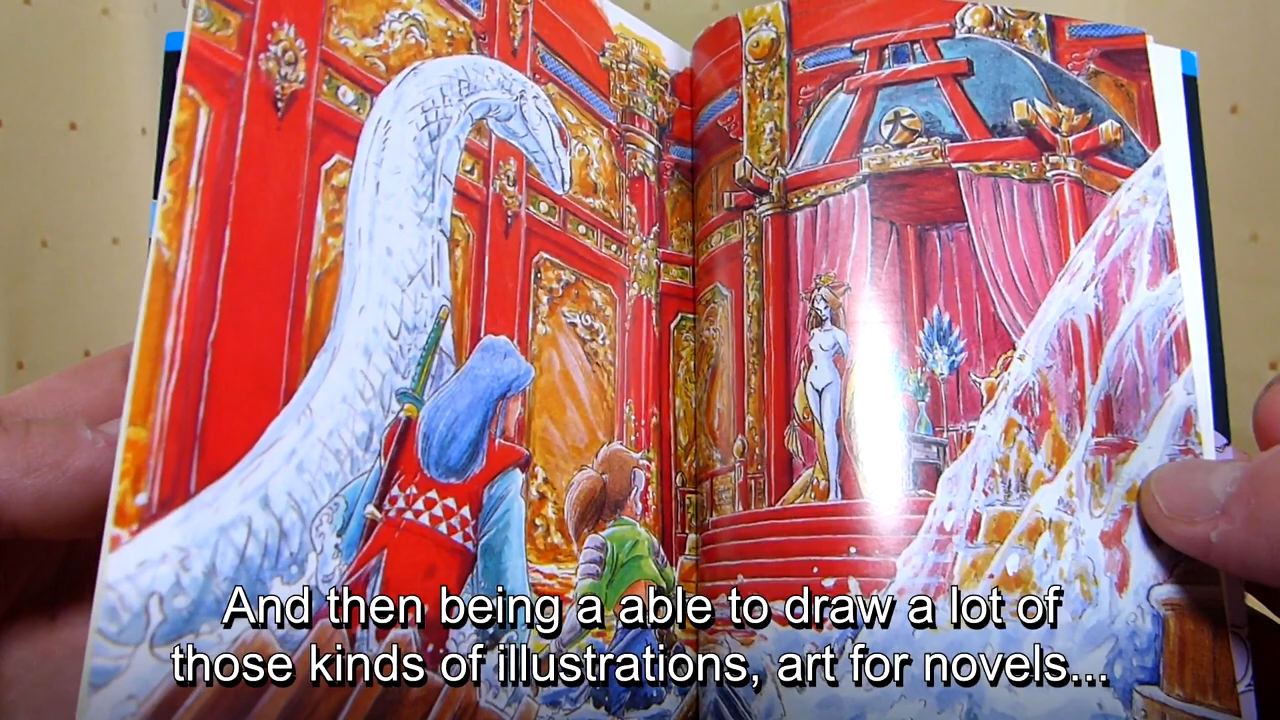 大
And then being a able to draw a lot of
those kinds of illustrations, art for novels...